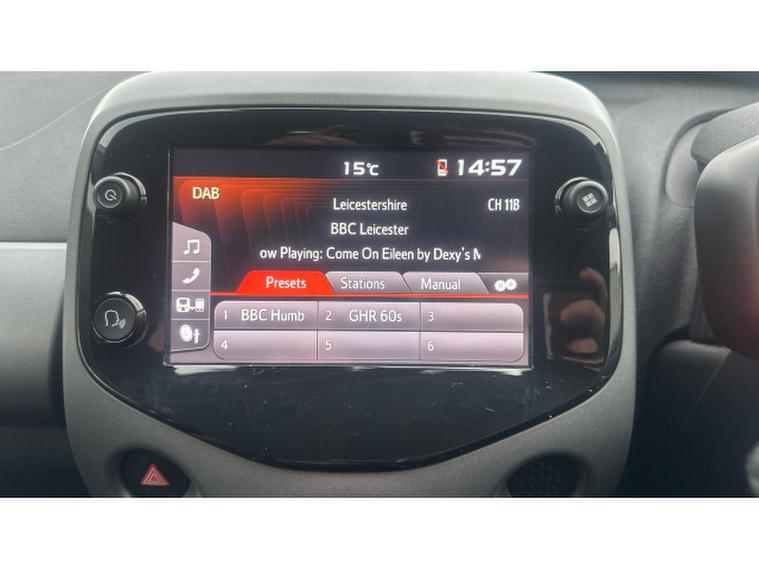 15°C 14:57
DAB
Leicestershire CH 11B
BBC Leicester
ow Playing: Come On Eileen by Dexy's M
Presets Stations Manual
1 BBC Humb 2 GHR 60s 3
4 5 6